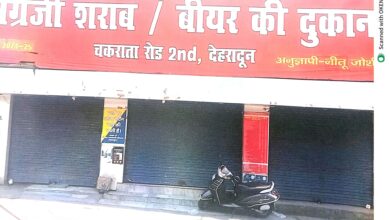 अंग्रेजी शराब / बीयर की दुकान
चकराता रोड 2nd, देहरादून
अनुज्ञापी-नीतू जोशी
Scanned with OKEN